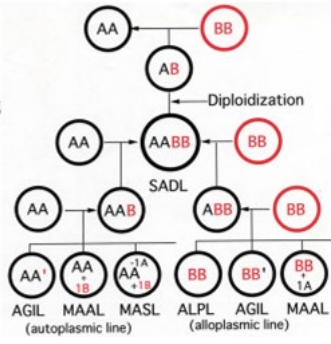 AA BB
AB
Diploidization
AA AABB BB
SADL
AA AAB ABB BB
AA' AA + 1B AA -1A +1B BB BB' BB + 1A
AGIL MAAL MASL ALPL AGIL MAAL
(autoplasmic line) (alloplasmic line)